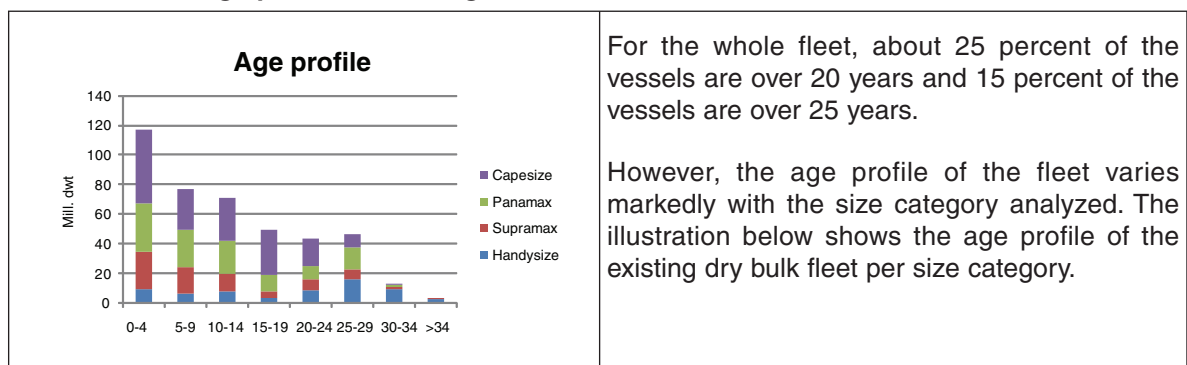 Age profile
140
120
100
80
60
40
20
0
Mill. dwt
0-4 5-9 10-14 15-19 20-24 25-29 30-34 >34
Capesize
Panamax
Supramax
Handysize
For the whole fleet, about 25 percent of the
vessels are over 20 years and 15 percent of the
vessels are over 25 years.
However, the age profile of the fleet varies
markedly with the size category analyzed. The
illustration below shows the age profile of the
existing dry bulk fleet per size category.